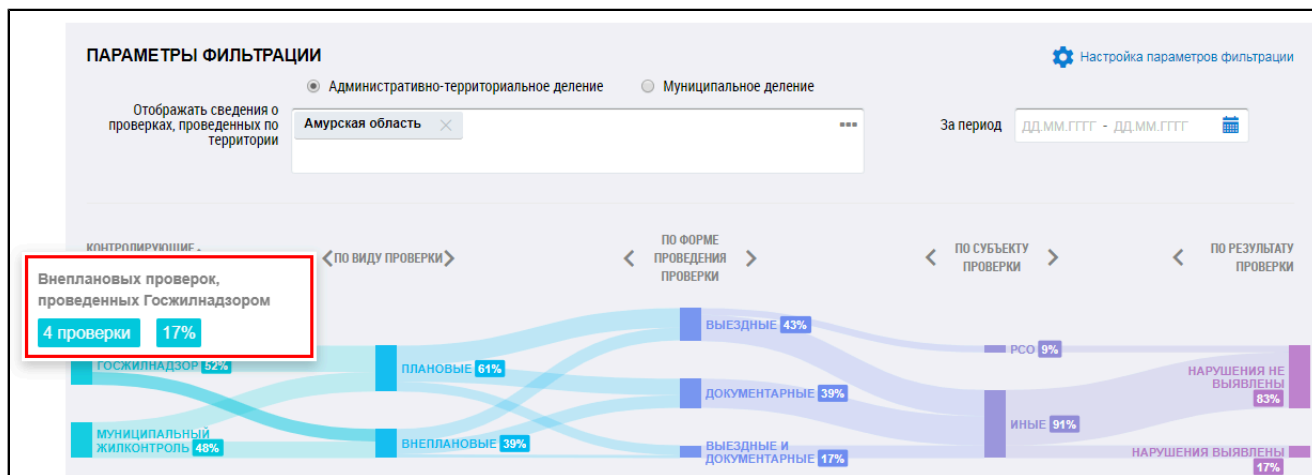 ПАРАМЕТРЫ ФИЛЬТРАЦИИ
Настройка параметров фильтрации
Административно-территориальное деление
Муниципальное деление
Отображать сведения о
проверках, проведенных по
территории
Амурская область
За период
ДД.ММ.ГГГГ - ДД.ММ.ГГГГ
КОНТРОЛИРУЮЩИЕ -
ПО ВИДУ ПРОВЕРКИ
ПО ФОРМЕ
ПРОВЕДЕНИЯ
ПРОВЕРКИ
ПО СУБЪЕКТУ
ПРОВЕРКИ
ПО РЕЗУЛЬТАТУ
ПРОВЕРКИ
Внеплановых проверок,
проведенных Госжилнадзором
4 проверки 17%
ГОСЖИЛНАДЗОР 52%
МУНИЦИПАЛЬНЫЙ
ЖИЛКОНТРОЛЬ 48%
ПЛАНОВЫЕ 61%
ВНЕПЛАНОВЫЕ 39%
ВЫЕЗДНЫЕ 43%
ДОКУМЕНТАРНЫЕ 39%
ВЫЕЗДНЫЕ И
ДОКУМЕНТАРНЫЕ 17%
РСО 9%
ИНЫЕ 91%
НАРУШЕНИЯ НЕ
ВЫЯВЛЕНЫ
83%
НАРУШЕНИЯ ВЫЯВЛЕНЫ
17%